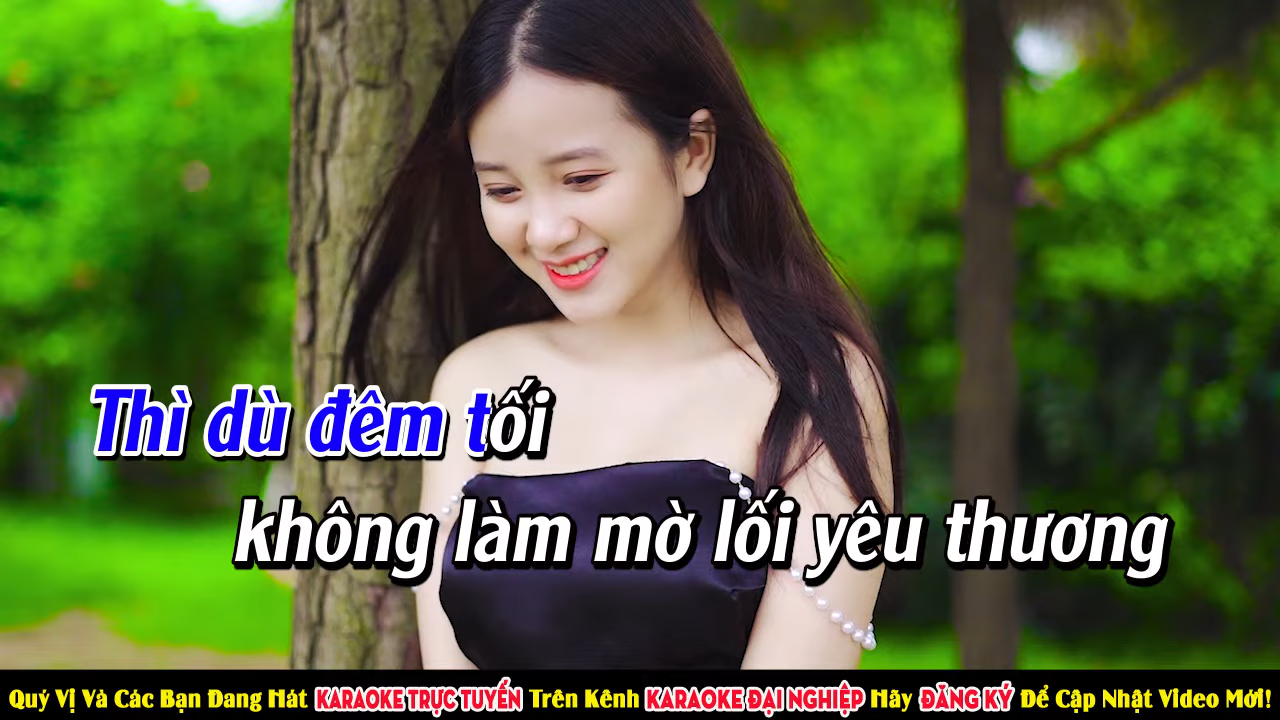 Thì dù đêm tối
không làm mờ lối yêu thương
Quý Vị Và Các Bạn Đang Hát KARAOKE TRỰC TUYẾN Trên Kênh KARAOKE ĐẠI NGHIỆP Hãy ĐĂNG KÝ Để Cập Nhật Video Mới!